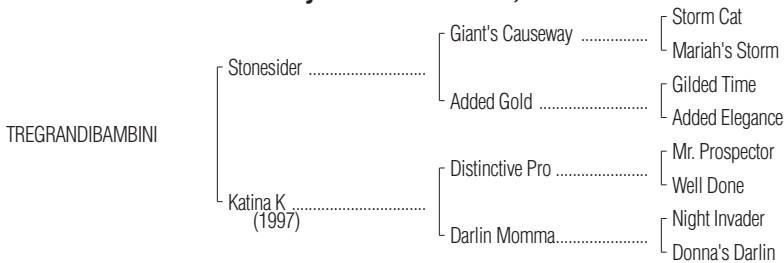 Storm Cat
Giant's Causeway ................
Mariah's Storm
Stonesider ............................
Gilded Time
Added Gold ..........................
Added Elegance
TREGRANDIBAMBINI
Mr. Prospector
Distinctive Pro ......................
Well Done
Katina K ................................
(1997)
Night Invader
Darlin Momma......................
Donna's Darlin